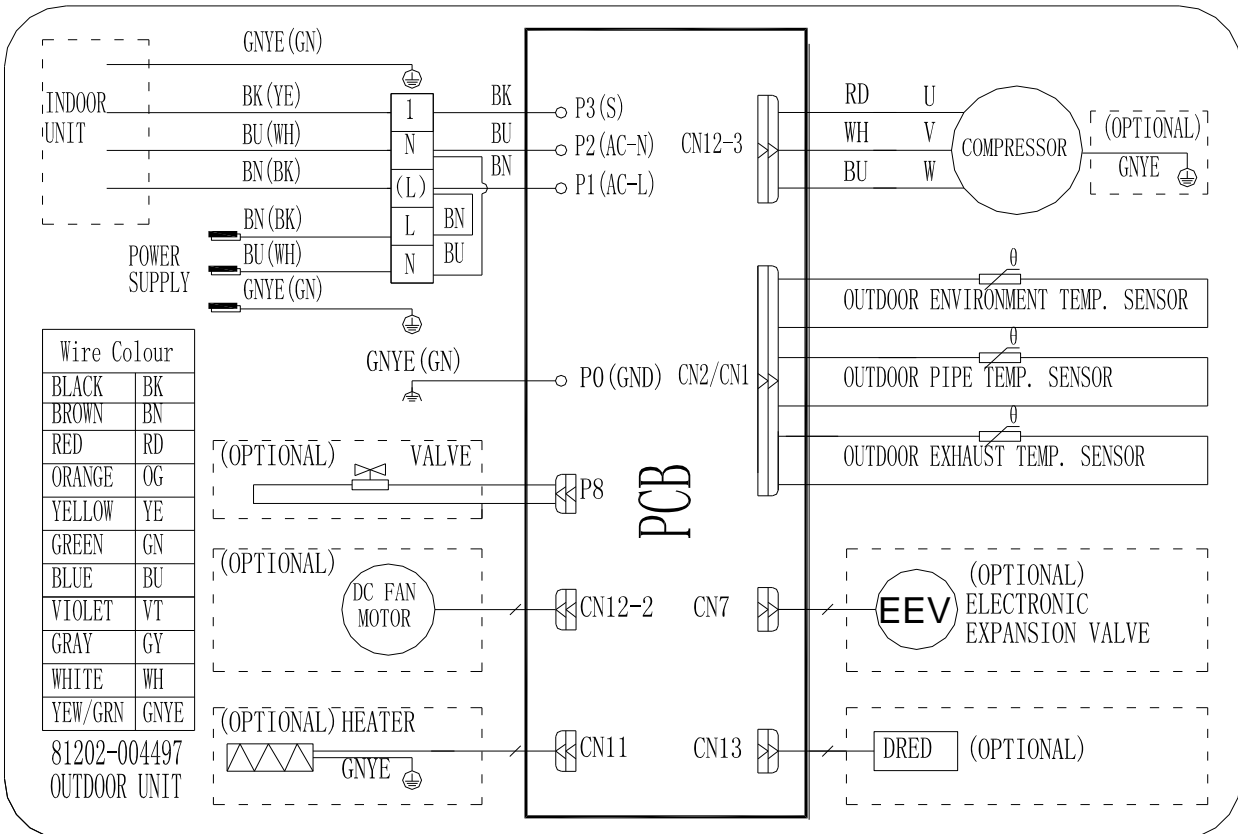 GNYE(GN)
INDOOR
UNIT
BK(YE)
BU(WH)
BN(BK)
1
N
(L)
L
N
BK
BU
BN
BN
BU
BN(BK)
BU(WH)
GNYE(GN)
POWER
SUPPLY
P3(S)
P2(AC-N)
P1(AC-L)
CN12-3
RD U
WH V
BU W
COMPRESSOR
(OPTIONAL)
GNYE
θ
OUTDOOR ENVIRONMENT TEMP. SENSOR
θ
OUTDOOR PIPE TEMP. SENSOR
θ
OUTDOOR EXHAUST TEMP. SENSOR
GNYE(GN)
P0(GND)
CN2/CN1
Wire Colour
BLACK BK
BROWN BN
RED RD
ORANGE OG
YELLOW YE
GREEN GN
BLUE BU
VIOLET VT
GRAY GY
WHITE WH
YEW/GRN GNYE
81202-004497
OUTDOOR UNIT
(OPTIONAL) VALVE
P8
PCB
(OPTIONAL)
DC FAN
MOTOR
CN12-2
CN7
EEV
(OPTIONAL)
ELECTRONIC
EXPANSION VALVE
(OPTIONAL) HEATER
GNYE
CN11
CN13
DRED
(OPTIONAL)